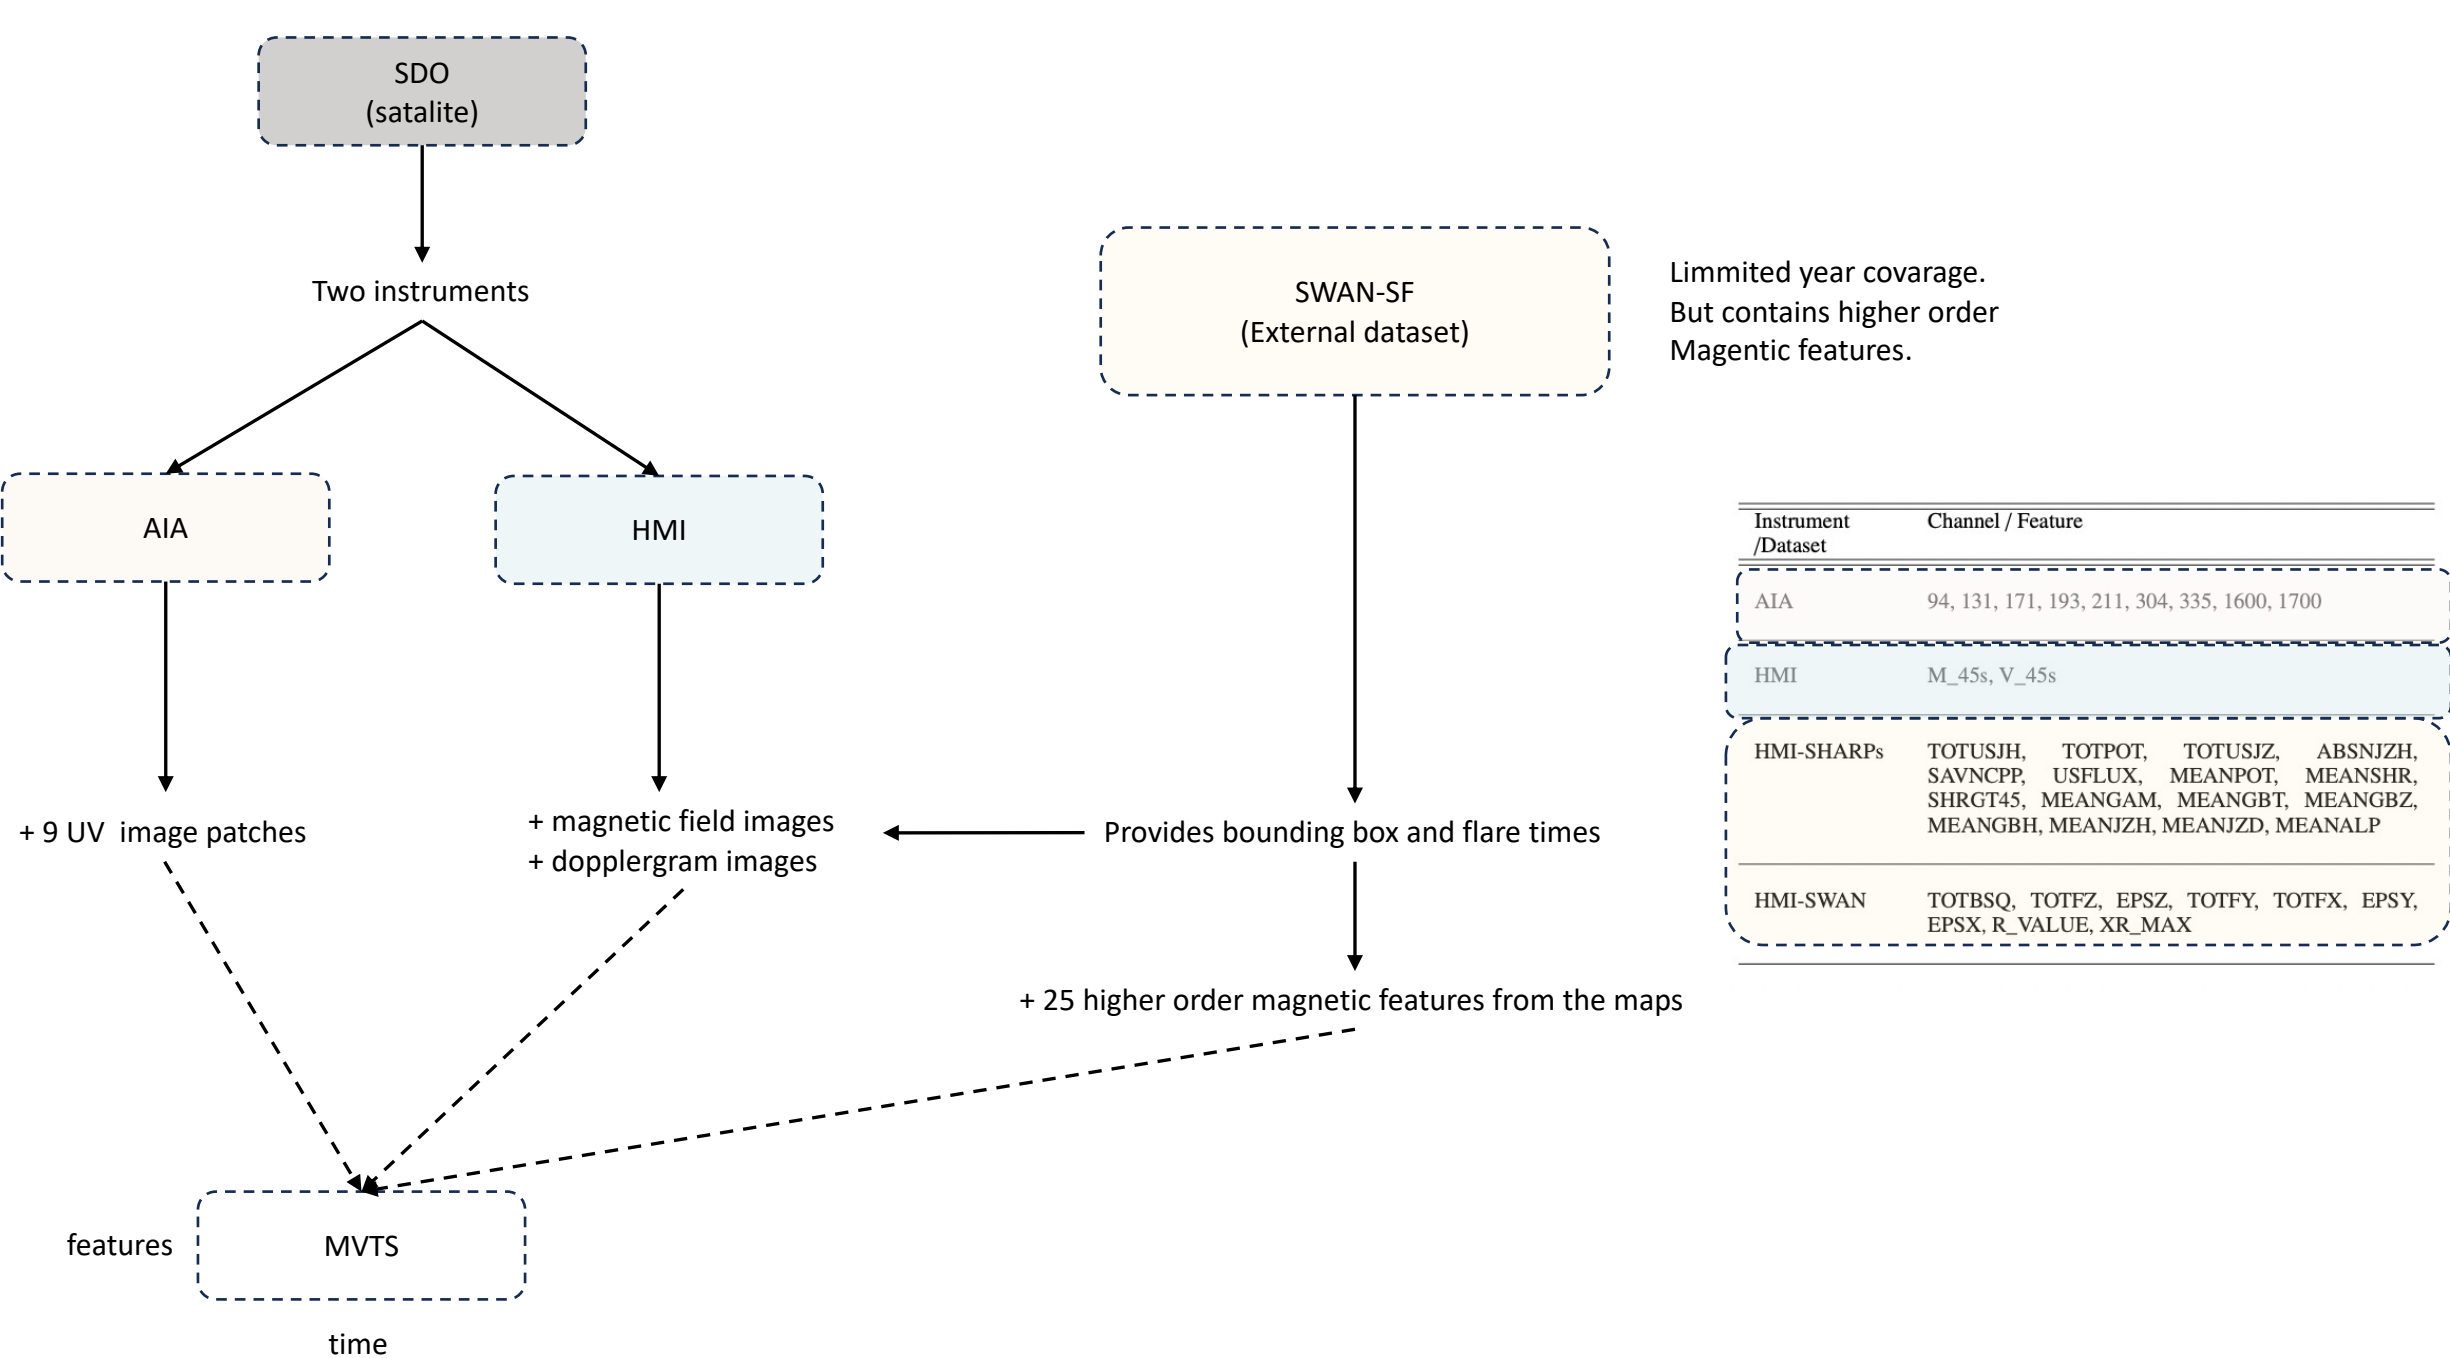 SDO
(satalite)
Two instruments
SWAN-SF
(External dataset)
Limmited year covarage.
But contains higher order
Magentic features.
AIA
HMI
+ 9 UV  image patches
+ magnetic field images
+ dopplergram images
Provides bounding box and flare times
+ 25 higher order magnetic features from the maps
features
MVTS
time
Instrument Channel / Feature
/Dataset
AIA 94, 131, 171, 193, 211, 304, 335, 1600, 1700
HMI M_45s, V_45s
HMI-SHARPs TOTUSJH, TOTPOT, TOTUSJZ, ABSNJZH,
SAVNCPP, USFLUX, MEANPOT, MEANSHR,
SHRGT45, MEANGAM, MEANGBT, MEANGBZ,
MEANGBH, MEANJZH, MEANJZD, MEANALP
HMI-SWAN TOTBSQ, TOTFZ, EPSZ, TOTFY, TOTFX, EPSY,
EPSX, R_VALUE, XR_MAX